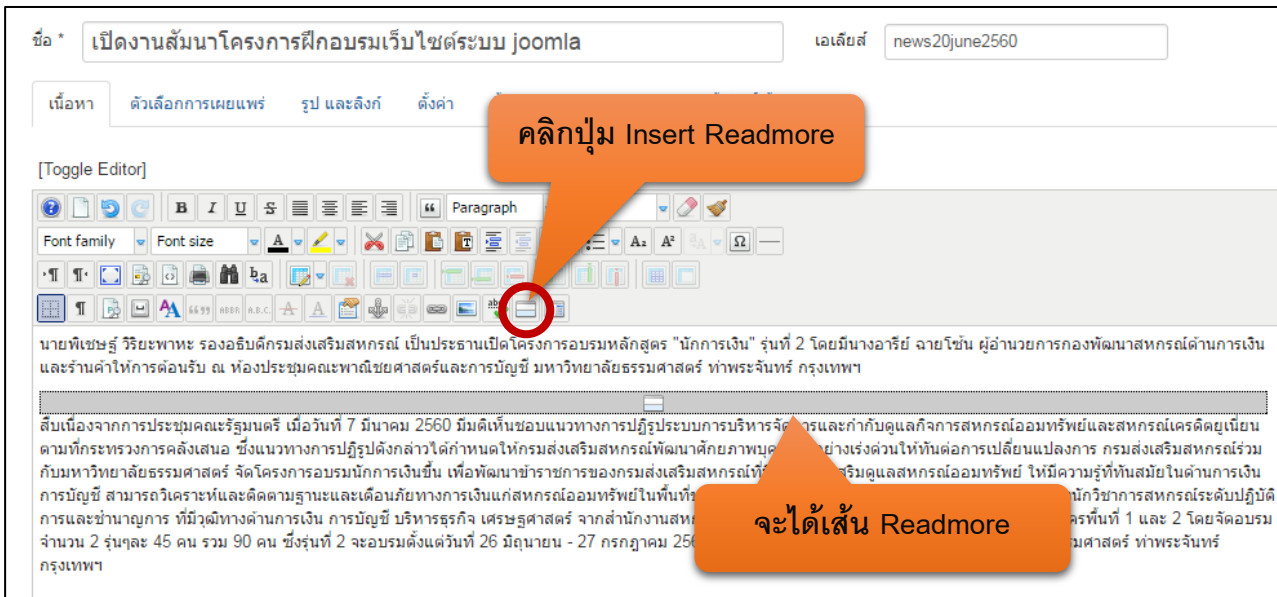 ชื่อ * เปิดงานสัมนาโครงการฝึกอบรมเว็บไซต์ระบบ joomla เอเลียส์ news20june2560
เนื้อหา ตัวเลือกการเผยแพร่ รูป และลิงก์ ตั้งค่า
คลิกปุ่ม Insert Readmore
[Toggle Editor]
B I U S Paragraph
Font family Font size
นายพิเชษฐ์ วิริยะพาหะ รองอธิบดีกรมส่งเสริมสหกรณ์ เป็นประธานเปิดโครงการอบรมหลักสูตร "นักการเงิน" รุ่นที่ 2 โดยมีนางอารีย์ ฉายโช้น ผู้อำนวยการกองพัฒนาสหกรณ์ด้านการเงิน
และร้านค้าให้การต้อนรับ ณ ห้องประชุมคณะพาณิชยศาสตร์และการบัญชี มหาวิทยาลัยธรรมศาสตร์ ท่าพระจันทร์ กรุงเทพฯ
สืบเนื่องจากการประชุมคณะรัฐมนตรี เมื่อวันที่ 7 มีนาคม 2560 มีมติเห็นชอบแนวทางการปฏิรูประบบการบริหารจัดการและกำกับดูแลกิจการสหกรณ์ออมทรัพย์และสหกรณ์เครดิตยูเนี่ยน
ตามที่กระทรวงการคลังเสนอ ซึ่งแนวทางการปฏิรูปดังกล่าวได้กำหนดให้กรมส่งเสริมสหกรณ์พัฒนาศักยภาพ อย่างเร่งด่วนให้ทันต่อการเปลี่ยนแปลงการ กรมส่งเสริมสหกรณ์ร่วม
กับมหาวิทยาลัยธรรมศาสตร์ จัดโครงการอบรมนักการเงินขึ้น เพื่อพัฒนาข้าราชการของกรมส่งเสริมสหกรณ์ที่ ดูแลสหกรณ์ออมทรัพย์ ให้มีความรู้ที่ทันสมัยในด้านการเงิน
การบัญชี สามารถวิเคราะห์และติดตามฐานะและเตือนภัยทางการเงินแก่สหกรณ์ออมทรัพย์ในพื้นที่ นักวิชาการสหกรณ์ระดับปฏิบัติ
การและชำนาญการ ที่มีวุฒิทางด้านการเงิน การบัญชี บริหารธุรกิจ เศรษฐศาสตร์ จากสำนักงานสหกรณ์ พื้นที่ 1 และ 2 โดยจัดอบรม
จำนวน 2 รุ่นๆละ 45 คน รวม 90 คน ซึ่งรุ่นที่ 2 จะอบรมตั้งแต่วันที่ 26 มิถุนายน - 27 กรกฎาคม ศาสตร์ ท่าพระจันทร์
กรุงเทพฯ
จะได้เส้น Readmore